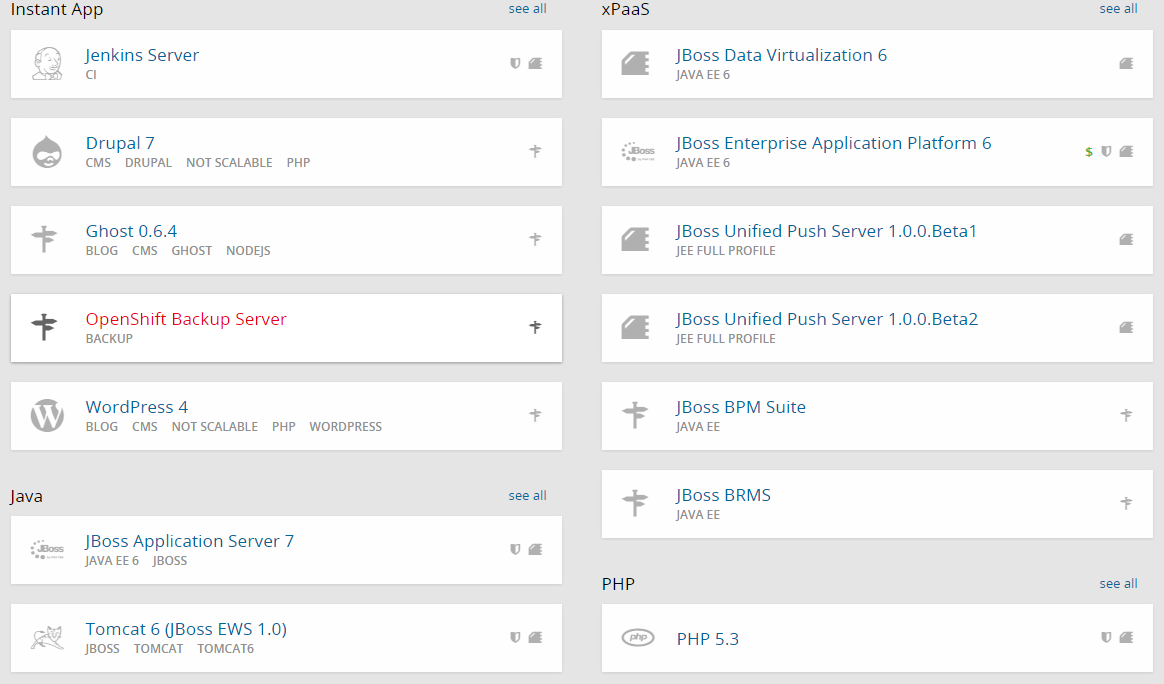 Instant App see all
Jenkins Server
CI
Drupal 7
CMS DRUPAL NOT SCALABLE PHP
Ghost 0.6.4
BLOG CMS GHOST NODEJS
OpenShift Backup Server
BACKUP
WordPress 4
BLOG CMS NOT SCALABLE PHP WORDPRESS
Java see all
JBoss Application Server 7
JBoss
JAVA EE 6 JBOSS
Tomcat 6 (JBoss EWS 1.0)
JBOSS TOMCAT TOMCAT6
xPaaS see all
JBoss Data Virtualization 6
JAVA EE 6
JBoss Enterprise Application Platform 6
JBoss $
JAVA EE 6
JBoss Unified Push Server 1.0.0.Beta1
JEE FULL PROFILE
JBoss Unified Push Server 1.0.0.Beta2
JEE FULL PROFILE
JBoss BPM Suite
JAVA EE
JBoss BRMS
JAVA EE
PHP see all
php PHP 5.3